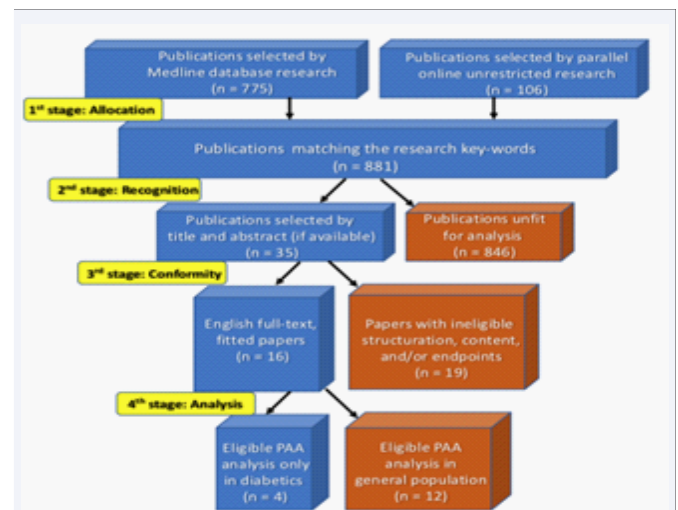 Publications selected by
Medline database research
(n = 775)
Publications selected by parallel
online unrestricted research
(n = 106)
1st stage: Allocation
Publications matching the research key-words
(n = 881)
2nd stage: Recognition
Publications selected by
title and abstract (if available)
(n = 35)
Publications unfit
for analysis
(n = 846)
3rd stage: Conformity
English full-text,
fitted papers
(n = 16)
Papers with ineligible
structuration, content,
and/or endpoints
(n = 19)
4th stage: Analysis
Eligible PAA
analysis only
in diabetics
(n = 4)
Eligible PAA
analysis in
general population
(n = 12)